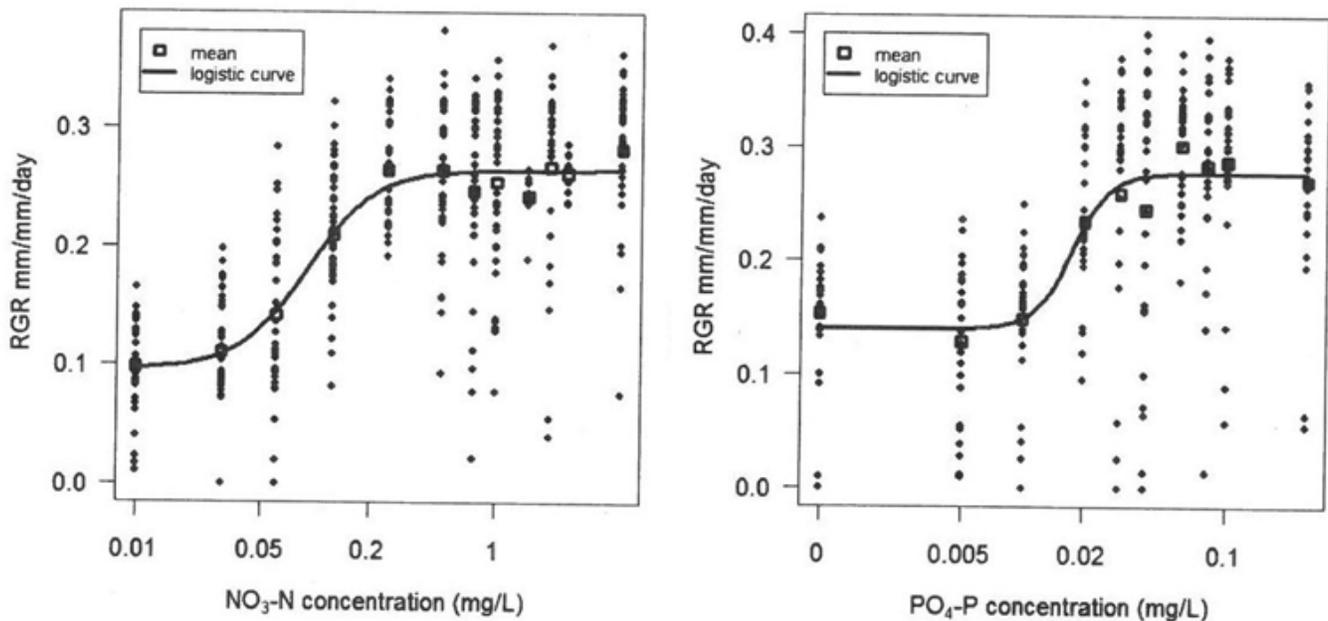 mean
logistic curve
RGR mm/mm/day
0.3
0.2
0.1
0.0
0.01 0.05 0.2 1
NO₃-N concentration (mg/L)
mean
logistic curve
RGR mm/mm/day
0.4
0.3
0.2
0.1
0.0
0 0.005 0.02 0.1
PO₄-P concentration (mg/L)